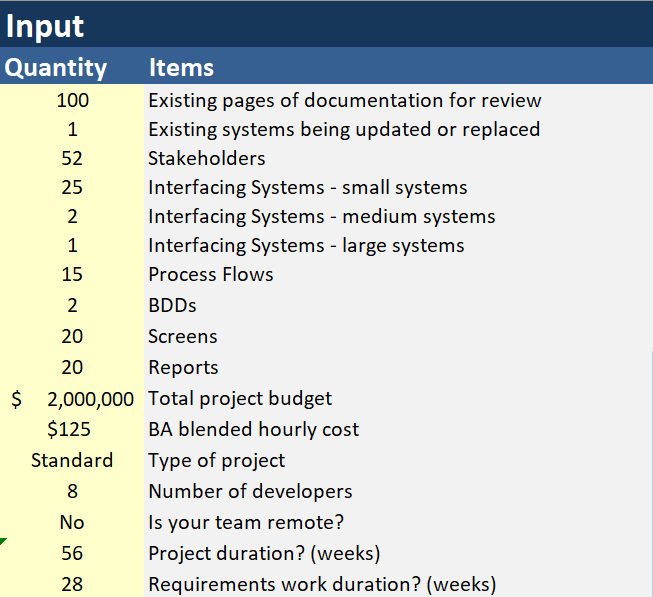 Input
Quantity Items
100 Existing pages of documentation for review
1 Existing systems being updated or replaced
52 Stakeholders
25 Interfacing Systems - small systems
2 Interfacing Systems - medium systems
1 Interfacing Systems - large systems
15 Process Flows
2 BDDs
20 Screens
20 Reports
$ 2,000,000 Total project budget
$125 BA blended hourly cost
Standard Type of project
8 Number of developers
No Is your team remote?
56 Project duration? (weeks)
28 Requirements work duration? (weeks)